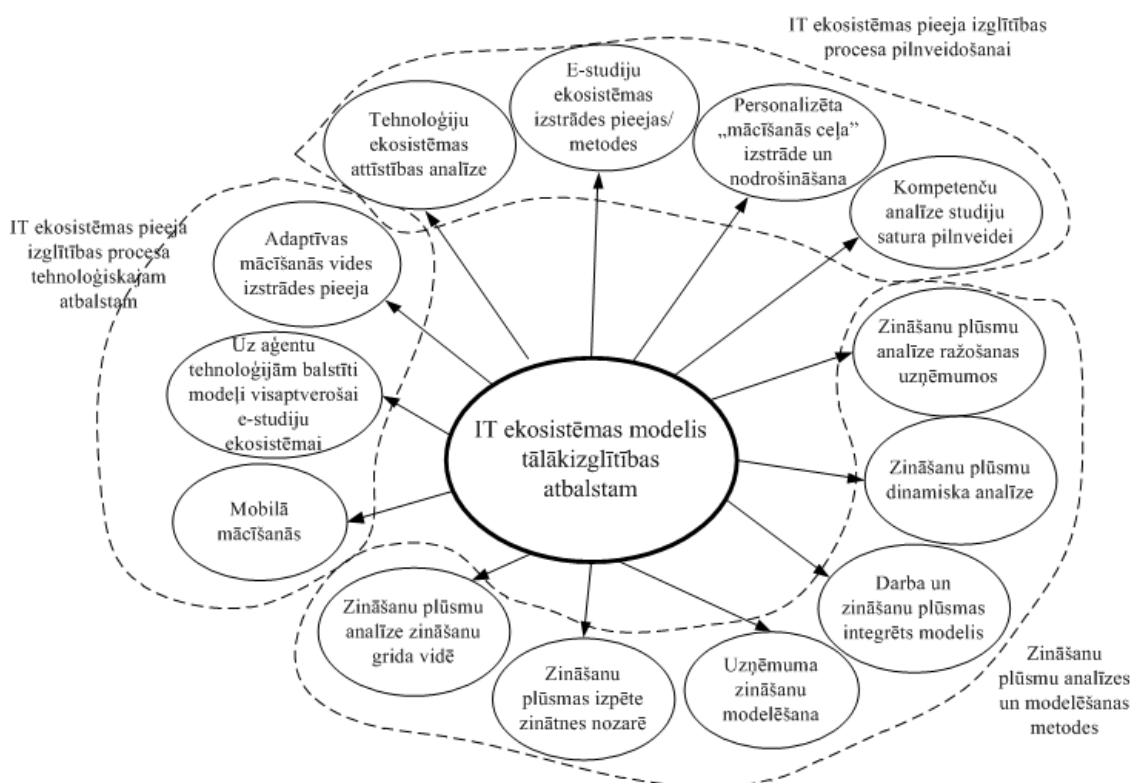 IT ekosistēmas pieeja izglītības
procesa pilnveidošanai
E-studiju
ekosistēmas
izstrādes pieejas/
metodes
Tehnoloģiju
ekosistēmas
attīstības analīze
Personalizēta
„mācīšanās ceļa”
izstrāde un
nodrošināšana
Kompetenču
analīze studiju
satura pilnveidei
IT ekosistēmas pieeja
izglītības procesa
tehnoloģiskajam
atbalstam
Adaptīvas
mācīšanās vides
izstrādes pieeja
Zināšanu plūsmu
analīze ražošanas
uzņēmumos
Uz aģentu
tehnoloģijām balstīti
modeļi visaptverošai
e-studiju
ekosistēmai
IT ekosistēmas modelis
tālākizglītības
atbalstam
Zināšanu plūsmu
dinamiska analīze
Mobilā
mācīšanās
Darba un
zināšanu plūsmas
integrēts modelis
Zināšanu plūsmu
analīze zināšanu
grida vidē
Zināšanu
plūsmas izpēte
zinātnes nozarē
Uzņēmuma
zināšanu
modelēšana
Zināšanu
plūsmu analīzes
un modelēšanas
metodes